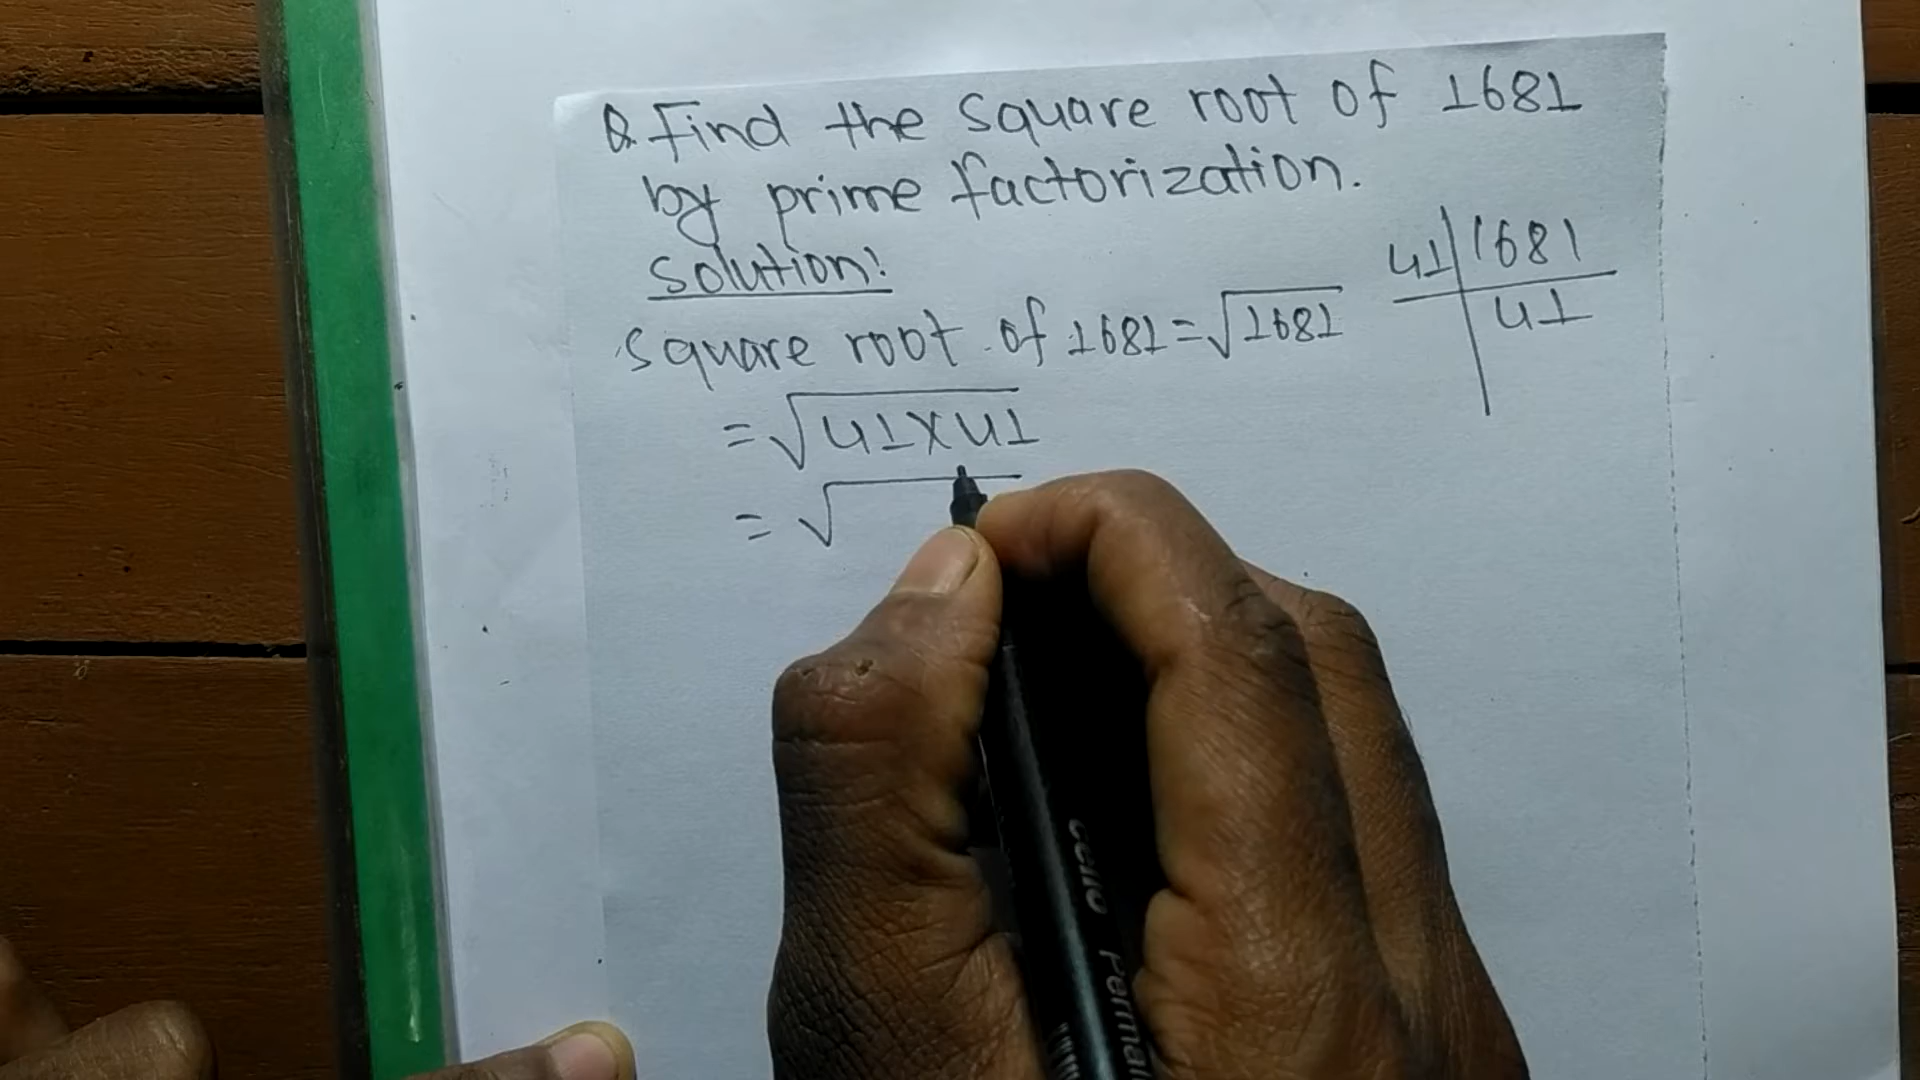 Q. Find the square root of 1681
by prime factorization.
solution:
square root of 1681 = √1681
= √41×41
= √
41 | 1681
41
cello Perma